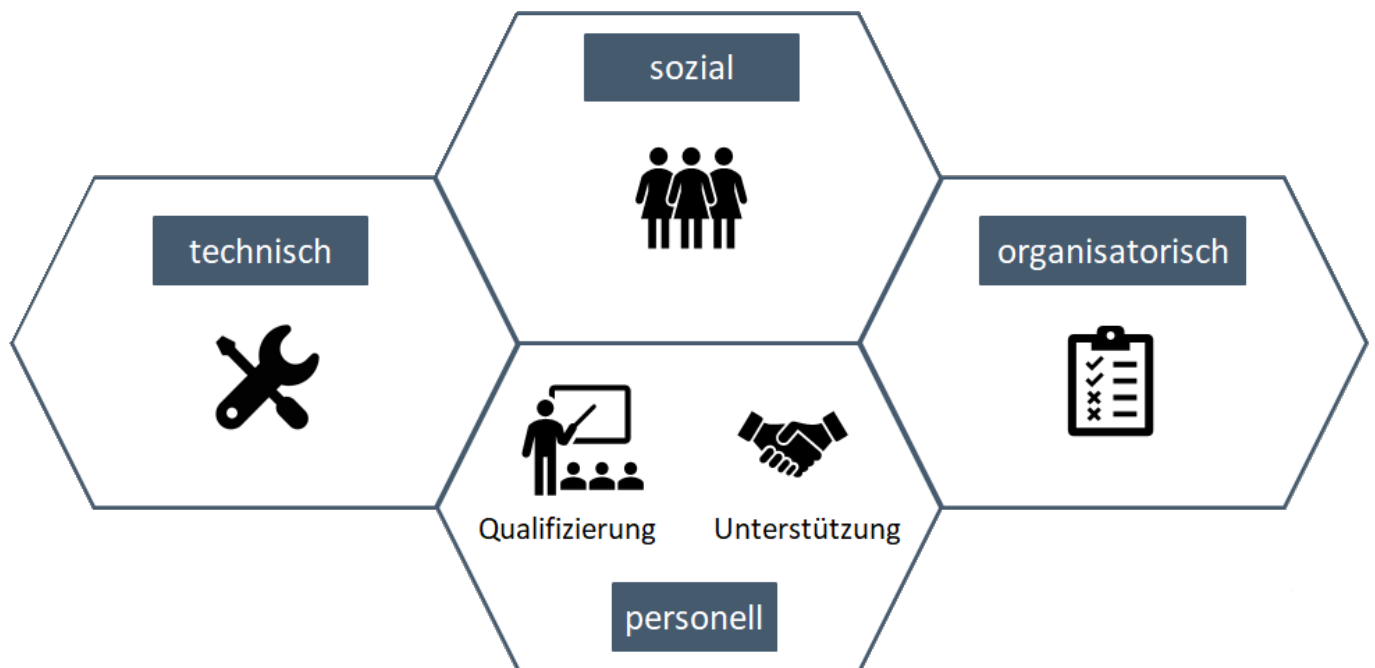 sozial
technisch
organisatorisch
Qualifizierung
Unterstützung
personell